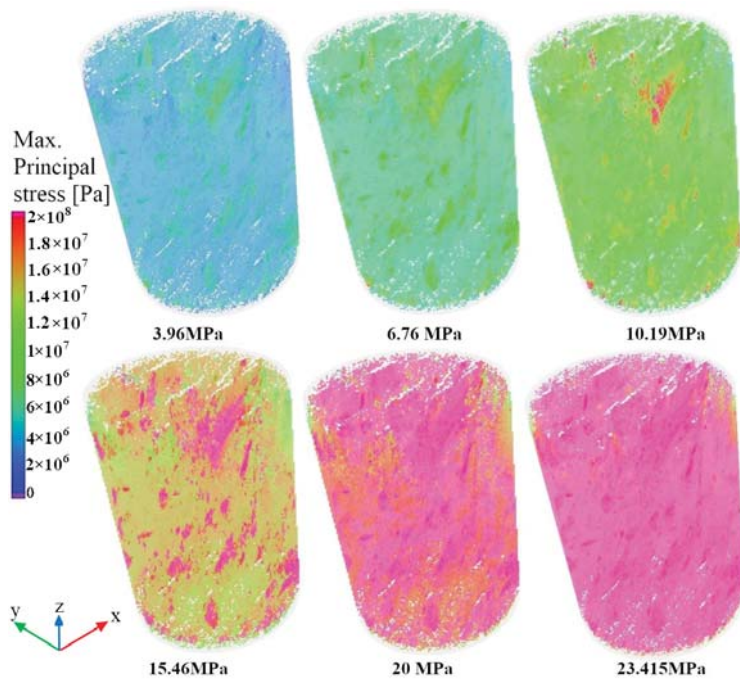 Max.
Principal
stress [Pa]
2×10⁸
1.8×10⁷
1.6×10⁷
1.4×10⁷
1.2×10⁷
1×10⁷
8×10⁶
6×10⁶
4×10⁶
2×10⁶
0
3.96MPa
6.76 MPa
10.19MPa
y
z
x
15.46MPa
20 MPa
23.415MPa